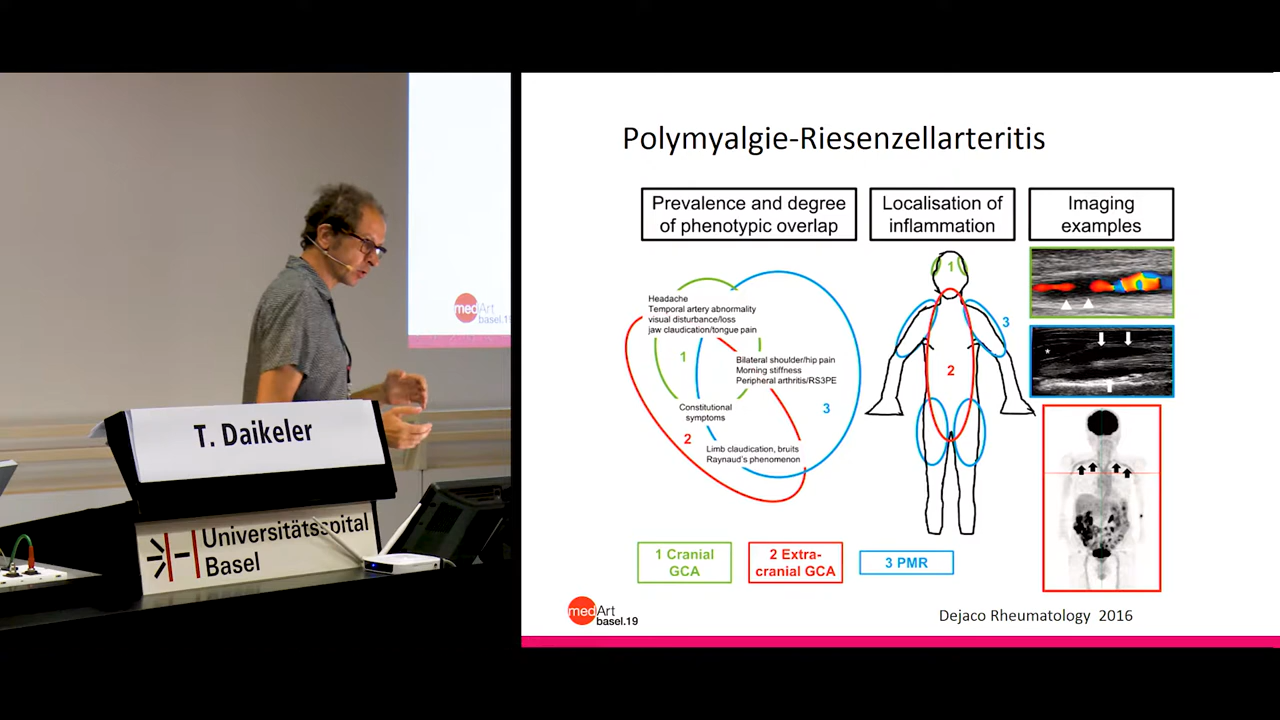 medArt
basel.19
T. Daikeler
Universitätsspital
Basel
Polymyalgie-Riesenzellarteritis
Prevalence and degree
of phenotypic overlap
Localisation of
inflammation
Imaging
examples
Headache
Temporal artery abnormality
visual disturbance/loss
jaw claudication/tongue pain
1
Bilateral shoulder/hip pain
Morning stiffness
Peripheral arthritis/RS3PE
3
Constitutional
symptoms
2
Limb claudication, bruits
Raynaud's phenomenon
1
3
2
*
1 Cranial
GCA
2 Extra-
cranial GCA
3 PMR
medArt
basel.19
Dejaco Rheumatology 2016